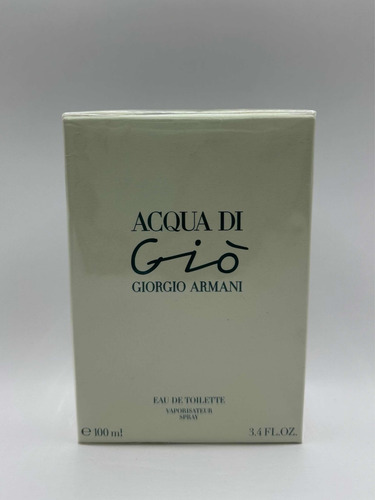 ACQUA DI
Giò
GIORGIO ARMANI
EAU DE TOILETTE
VAPORISATEUR
SPRAY
℮ 100 ml
3.4 FL.OZ.